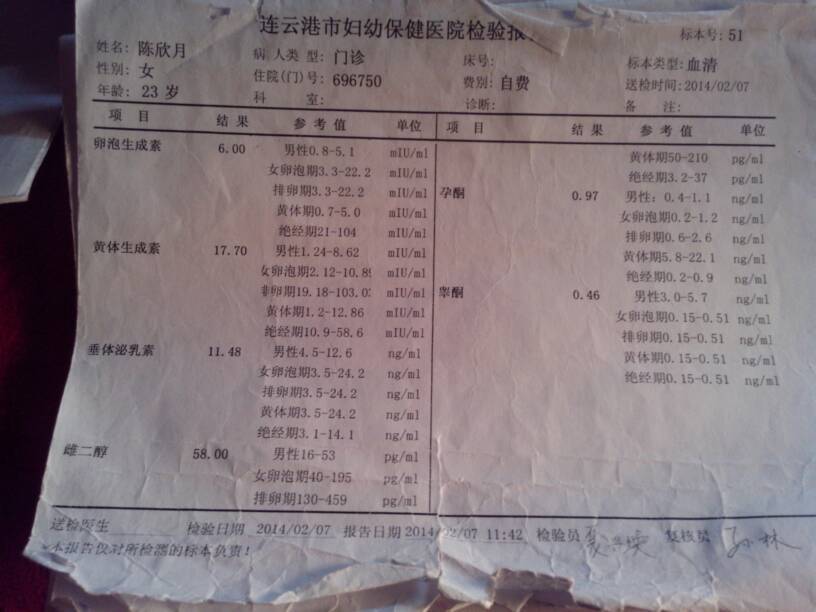 连云港市妇幼保健医院检验报
标本号: 51
姓名: 陈欣月 病 人类 型: 门诊 床号: 标本类型: 血清
性别: 女 住院(门)号: 696750 费别: 自费 送检时间: 2014/02/07
年龄: 23 岁 科 室: 诊断: 备 注:
项 目 结 果 参 考 值 单位 项 目 结 果 参 考 值 单位
卵泡生成素 6.00 男性0.8-5.1 mIU/ml
女卵泡期3.3-22.2 mIU/ml
排卵期3.3-22.2 mIU/ml
黄体期0.7-5.0 mIU/ml
绝经期21-104 mIU/ml
黄体生成素 17.70 男性1.24-8.62 mIU/ml
女卵泡期2.12-10.89 mIU/ml
排卵期19.18-103.03 mIU/ml
黄体期1.2-12.86 mIU/ml
绝经期10.9-58.6 mIU/ml
垂体泌乳素 11.48 男性4.5-12.6 ng/ml
女卵泡期3.5-24.2 ng/ml
排卵期3.5-24.2 ng/ml
黄体期3.5-24.2 ng/ml
绝经期3.1-14.1 ng/ml
雌二醇 58.00 男性16-53 pg/ml
女卵泡期40-195 pg/ml
排卵期130-459 pg/ml
黄体期50-210 pg/ml
绝经期3.2-37 pg/ml
孕酮 0.97 男性: 0.4-1.1 ng/ml
女卵泡期0.2-1.2 ng/ml
排卵期0.6-2.6 ng/ml
黄体期5.8-22.1 ng/ml
绝经期0.2-0.9 ng/ml
睾酮 0.46 男性3.0-5.7 ng/ml
女卵泡期0.15-0.51 ng/ml
排卵期0.15-0.51 ng/ml
黄体期0.15-0.51 ng/ml
绝经期0.15-0.51 ng/ml
送检医生 检验日期 2014/02/07 报告日期 2014/02/07 11:42 检验员 复核员 孙林
本报告仅对所检测的标本负责!